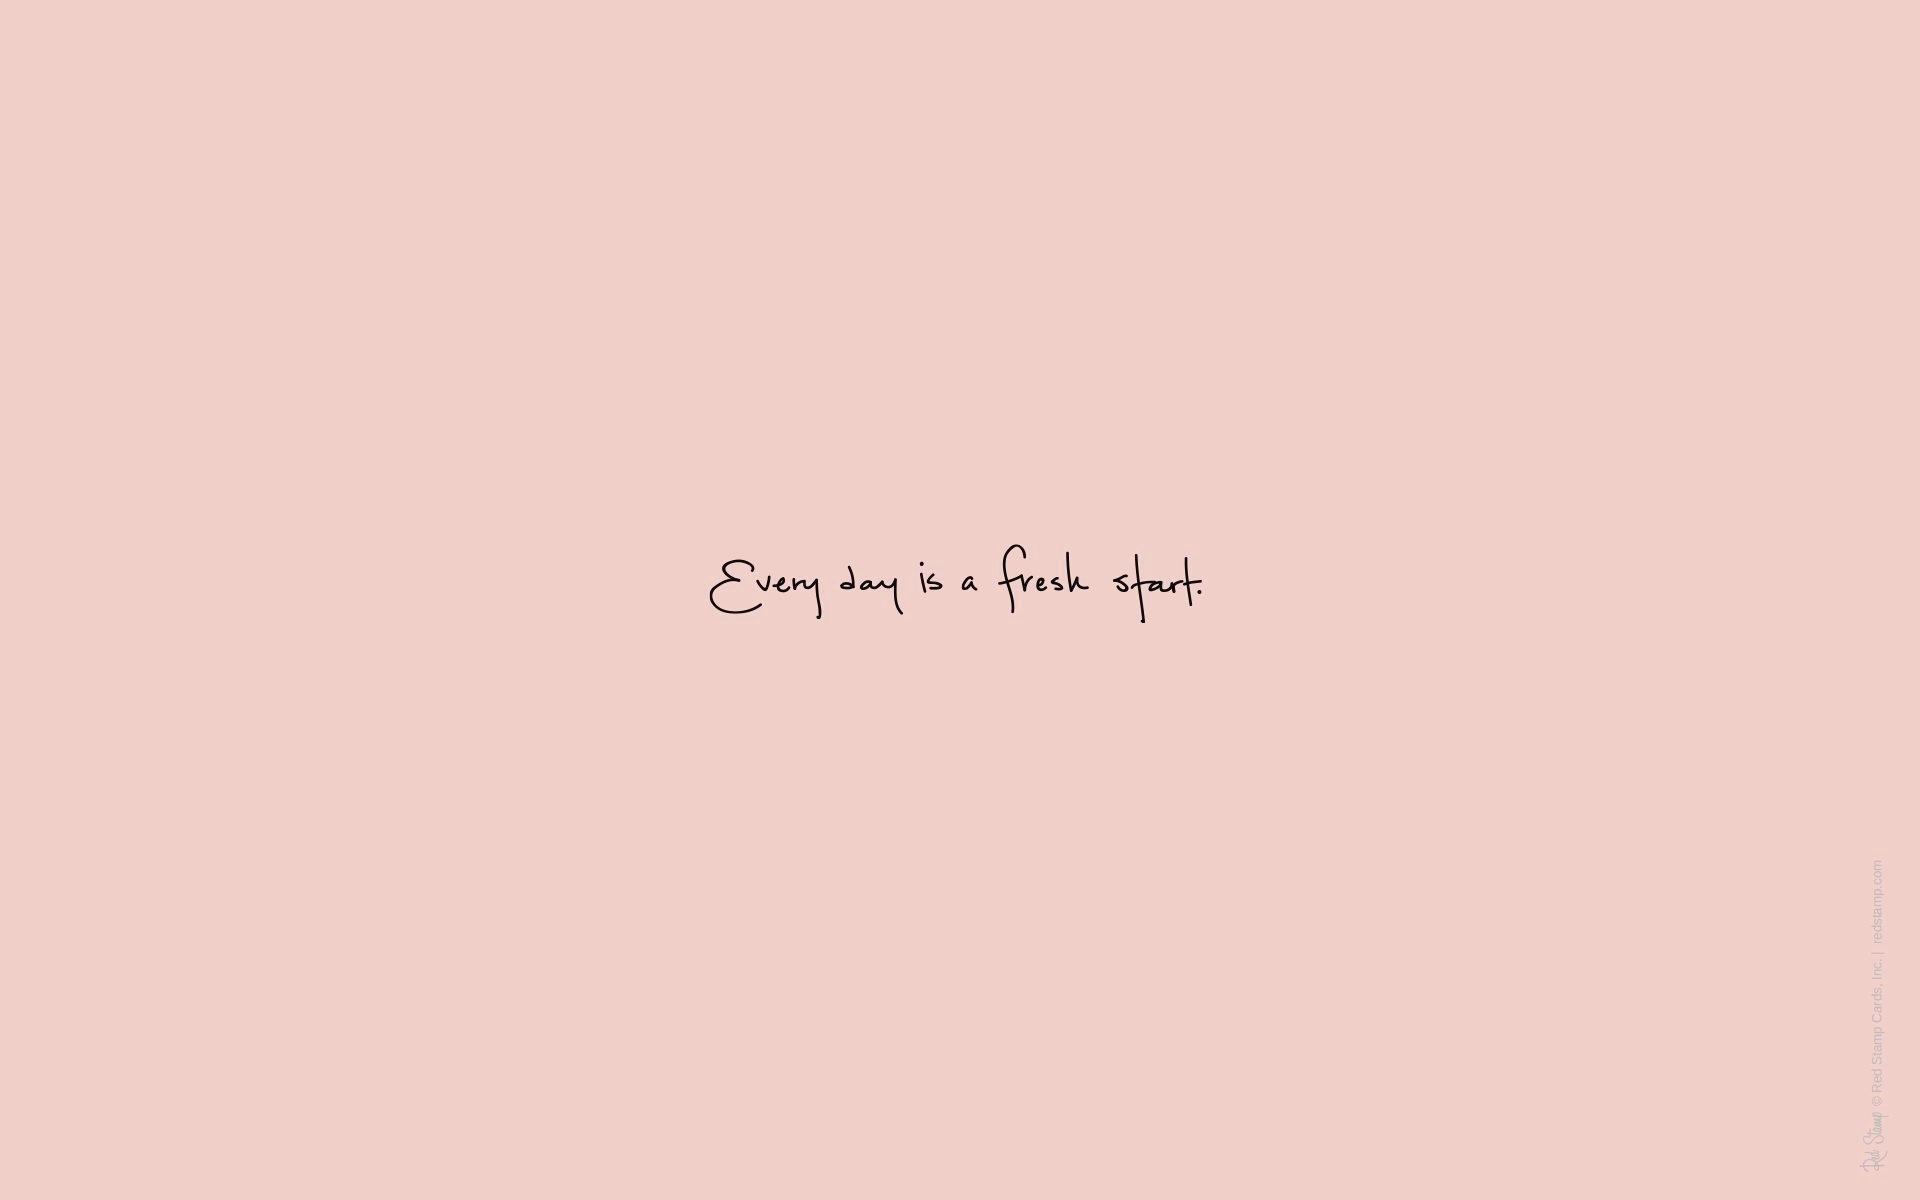 Every day is a fresh start.
Red Stamp © Red Stamp Cards, Inc. | redstamp.com